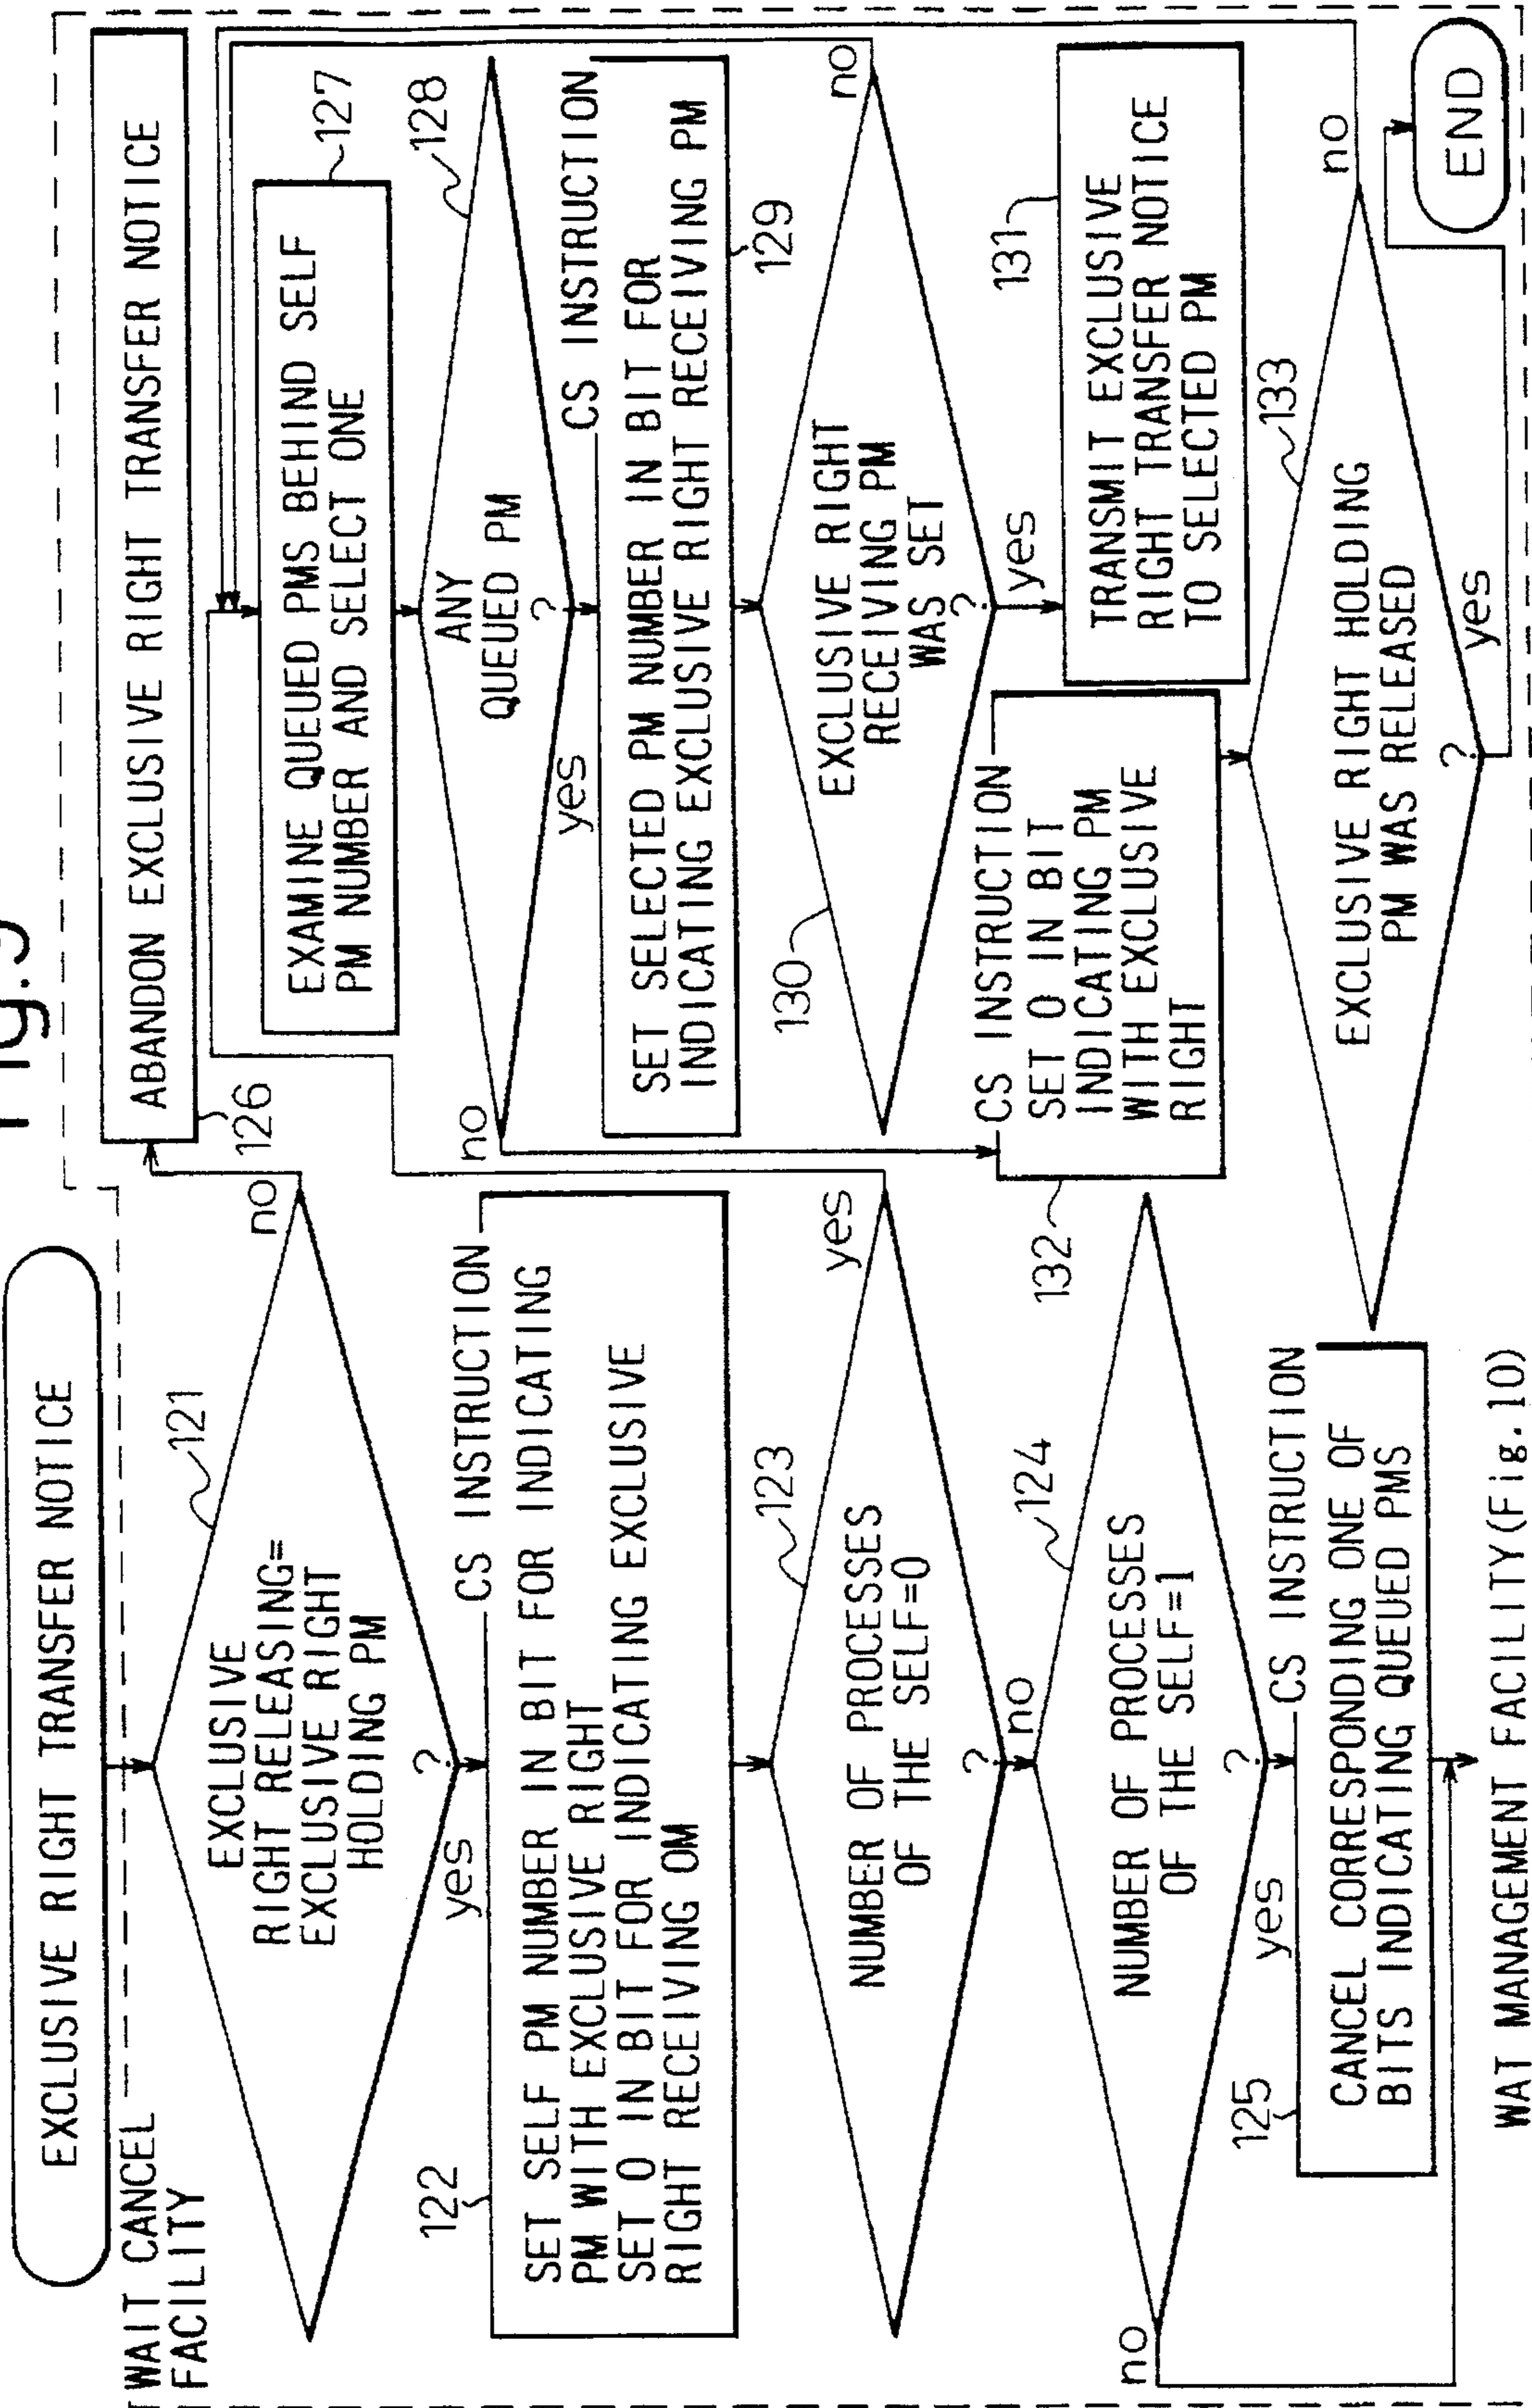 Fig.9
EXCLUSIVE RIGHT TRANSFER NOTICE
WAIT CANCEL
FACILITY
121
EXCLUSIVE
RIGHT RELEASING=
EXCLUSIVE RIGHT
HOLDING PM
?
no
yes
CS INSTRUCTION
122
SET SELF PM NUMBER IN BIT FOR INDICATING
PM WITH EXCLUSIVE RIGHT
SET 0 IN BIT FOR INDICATING EXCLUSIVE
RIGHT RECEIVING OM
123
NUMBER OF PROCESSES
OF THE SELF=0
?
yes
no
124
NUMBER OF PROCESSES
OF THE SELF=1
?
no
yes
CS INSTRUCTION
125
CANCEL CORRESPONDING ONE OF
BITS INDICATING QUEUED PMS
WAT MANAGEMENT FACILITY(Fig.10)
ABANDON EXCLUSIVE RIGHT TRANSFER NOTICE
126
127
EXAMINE QUEUED PMS BEHIND SELF
PM NUMBER AND SELECT ONE
128
ANY
QUEUED PM
?
no
yes
CS INSTRUCTION
SET SELECTED PM NUMBER IN BIT FOR
INDICATING EXCLUSIVE RIGHT RECEIVING PM
129
130
EXCLUSIVE RIGHT
RECEIVING PM
WAS SET
?
no
yes
131
TRANSMIT EXCLUSIVE
RIGHT TRANSFER NOTICE
TO SELECTED PM
CS INSTRUCTION
SET 0 IN BIT
INDICATING PM
WITH EXCLUSIVE
RIGHT
132
133
EXCLUSIVE RIGHT HOLDING
PM WAS RELEASED
?
no
yes
END